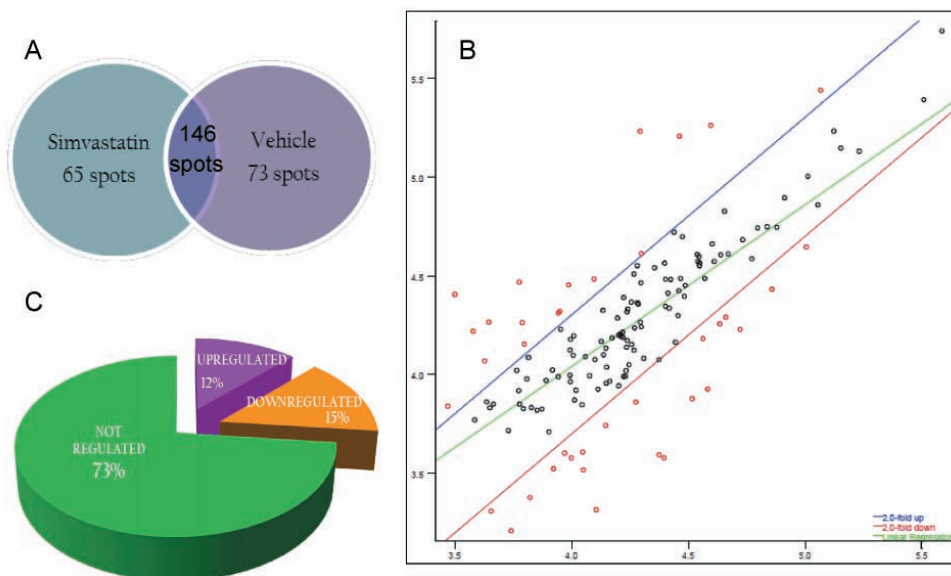 A
Simvastatin
65 spots
146
spots
Vehicle
73 spots
B
5.5
5.0
4.5
4.0
3.5
3.5
4.0
4.5
5.0
5.5
2.0-fold up
2.0-fold down
Linear Regression
C
UPREGULATED
12%
DOWNREGULATED
15%
NOT
REGULATED
73%